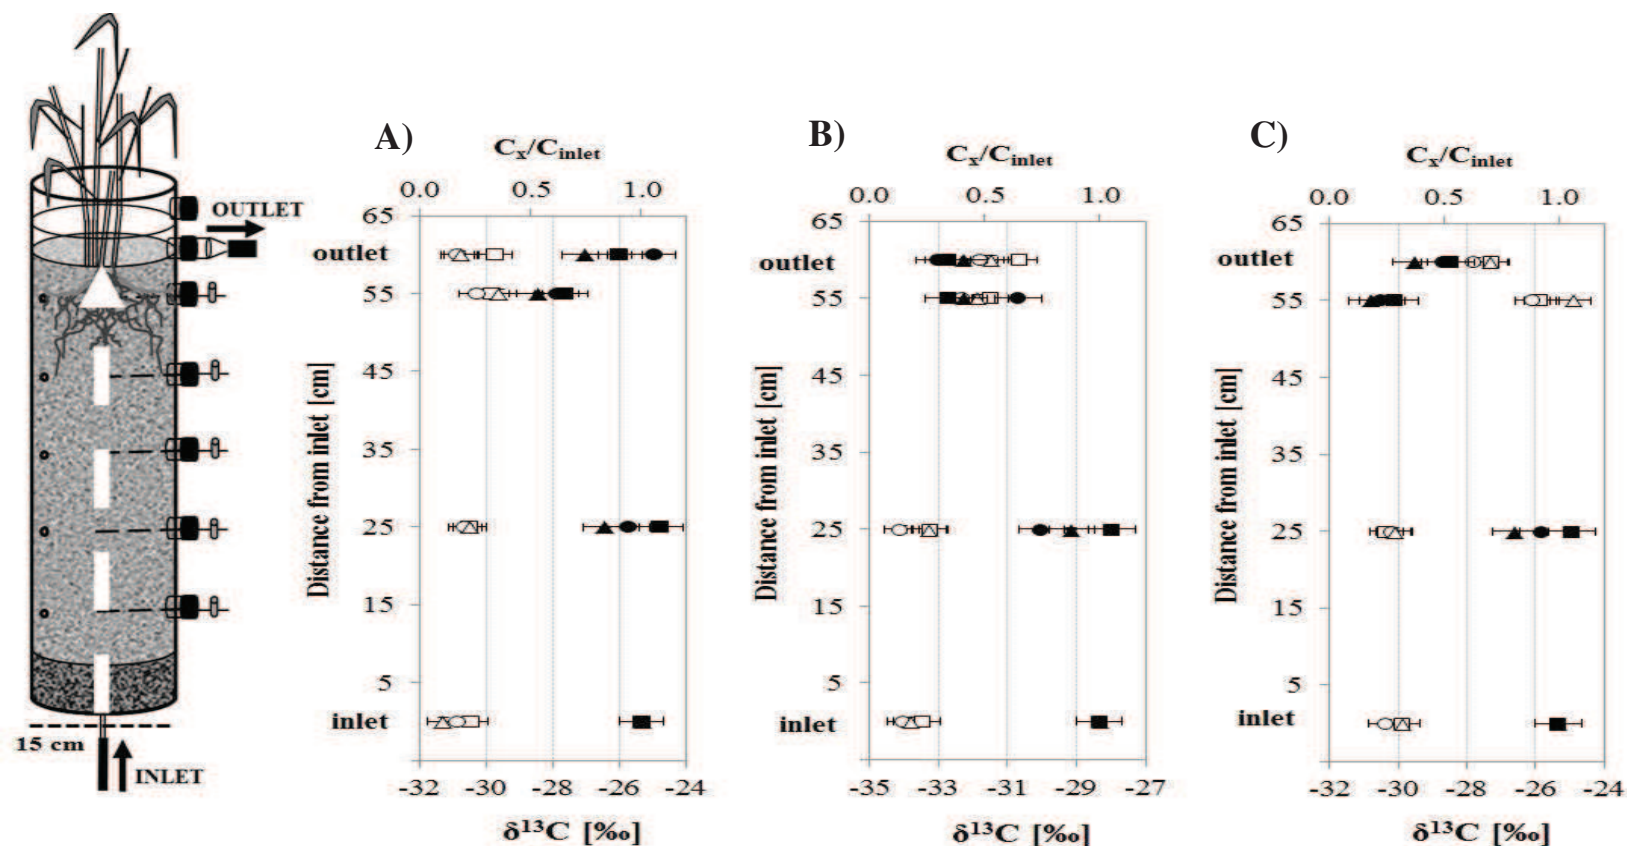 OUTLET
15 cm
INLET
A)
Cx/Cinlet
0.0 0.5 1.0
65
outlet
55
45
35
25
15
5
inlet
Distance from inlet [cm]
-32 -30 -28 -26 -24
δ¹³C [‰]
B)
Cx/Cinlet
0.0 0.5 1.0
65
outlet
55
45
35
25
15
5
inlet
Distance from inlet [cm]
-35 -33 -31 -29 -27
δ¹³C [‰]
C)
Cx/Cinlet
0.0 0.5 1.0
65
outlet
55
45
35
25
15
5
inlet
Distance from inlet [cm]
-32 -30 -28 -26 -24
δ¹³C [‰]